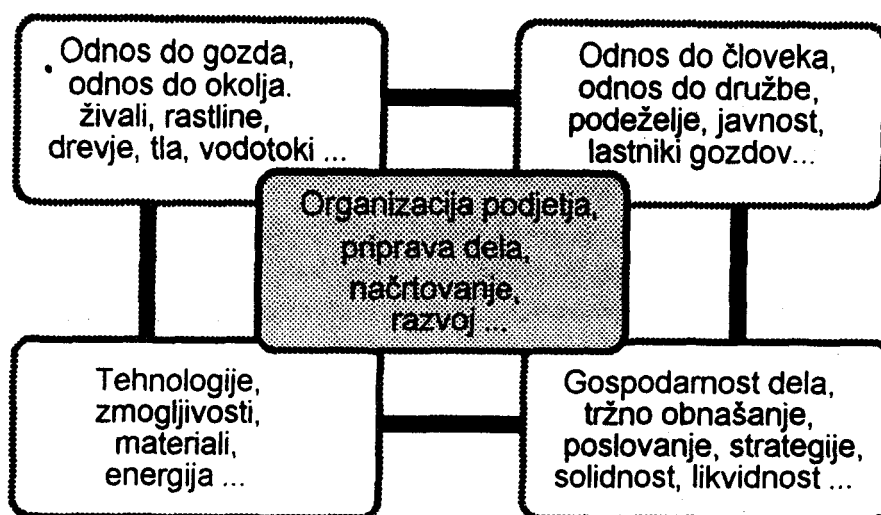 Odnos do gozda,
odnos do okolja.
živali, rastline,
drevje, tla, vodotoki ...
Odnos do človeka,
odnos do družbe,
podeželje, javnost,
lastniki gozdov...
Organizacija podjetja,
priprava dela,
načrtovanje,
razvoj ...
Tehnologije,
zmogljivosti,
materiali,
energija ...
Gospodarnost dela,
tržno obnašanje,
poslovanje, strategije,
solidnost, likvidnost ...